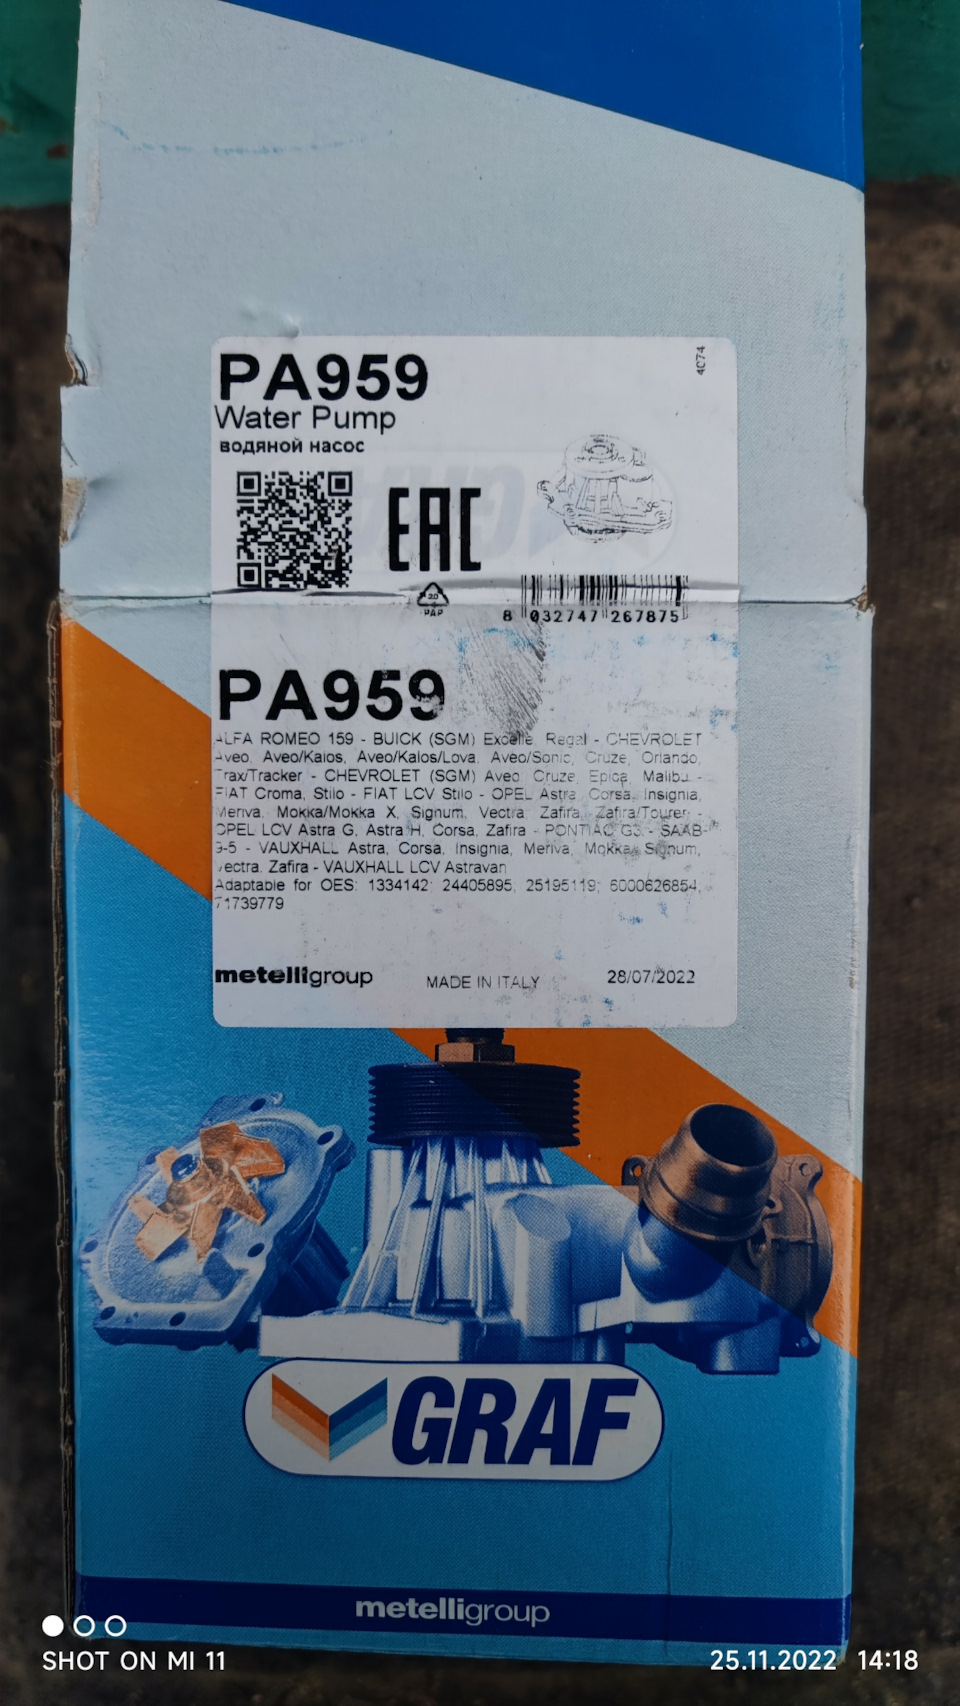 PA959
4074
Water Pump
водяной насос
EAC
20
PAP
8 032747 267875
PA959
ALFA ROMEO 159 - BUICK (SGM) Excelle, Regal - CHEVROLET
Aveo, Aveo/Kalos, Aveo/Kalos/Lova, Aveo/Sonic, Cruze, Orlando,
Trax/Tracker - CHEVROLET (SGM) Aveo, Cruze, Epica, Malibu -
FIAT Croma, Stilo - FIAT LCV Stilo - OPEL Astra, Corsa, Insignia,
Meriva, Mokka/Mokka X, Signum, Vectra, Zafira, Zafira/Tourer -
OPEL LCV Astra G, Astra H, Corsa, Zafira - PONTIAC G3 - SAAB
9-5 - VAUXHALL Astra, Corsa, Insignia, Meriva, Mokka, Signum,
Vectra, Zafira - VAUXHALL LCV Astravan
Adaptable for OES: 1334142; 24405895; 25195119; 6000626854;
71739779
metelligroup MADE IN ITALY 28/07/2022
GRAF
metelligroup
SHOT ON MI 11
25.11.2022 14:18